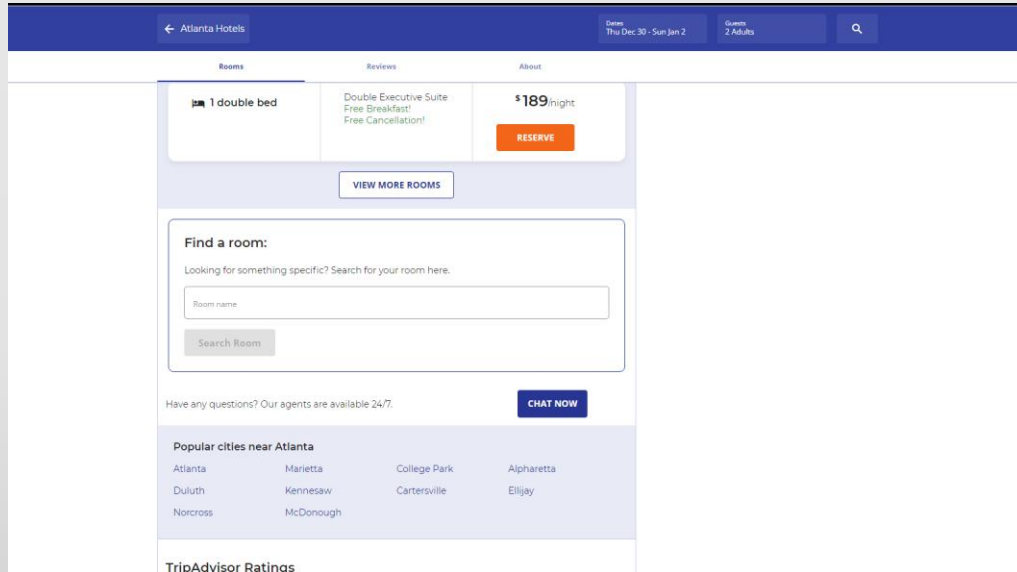 Atlanta Hotels
Dates
Thu Dec 30 - Sun Jan 2
Guests
2 Adults
Rooms
Reviews
About
1 double bed
Double Executive Suite
Free Breakfast!
Free Cancellation!
$189/night
RESERVE
VIEW MORE ROOMS
Find a room:
Looking for something specific? Search for your room here.
Room name
Search Room
Have any questions? Our agents are available 24/7.
CHAT NOW
Popular cities near Atlanta
Atlanta Marietta College Park Alpharetta
Duluth Kennesaw Cartersville Ellijay
Norcross McDonough
TripAdvisor Ratings